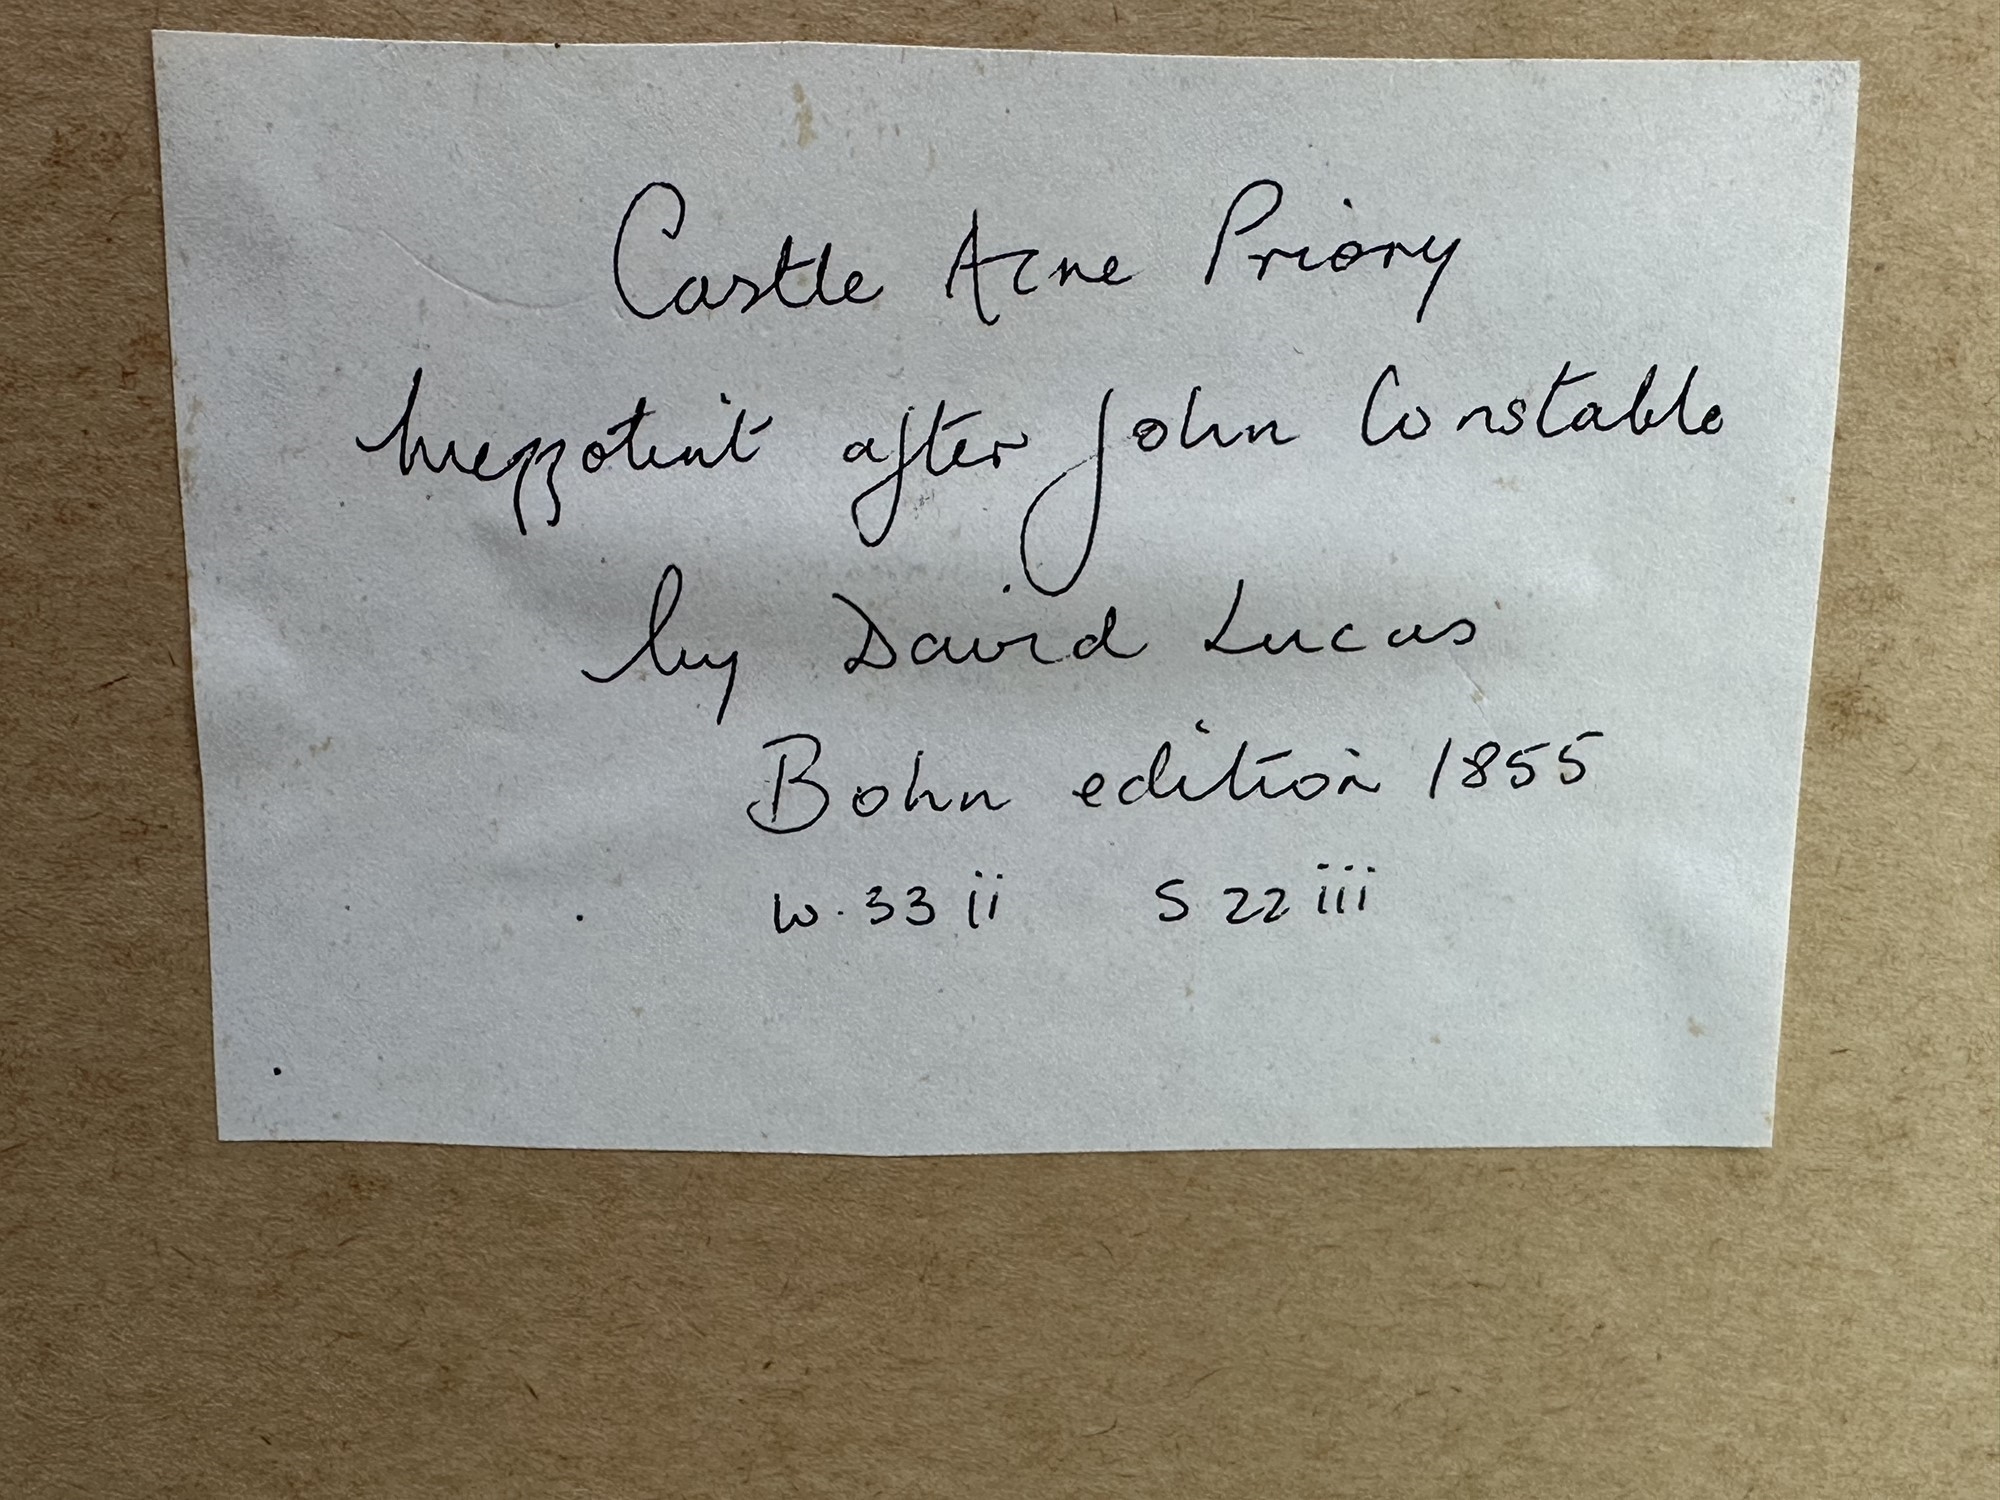 Castle Acre Priory
Mezzotint after John Constable
by David Lucas
Bohn edition 1855
W. 33 ii S 22 iii